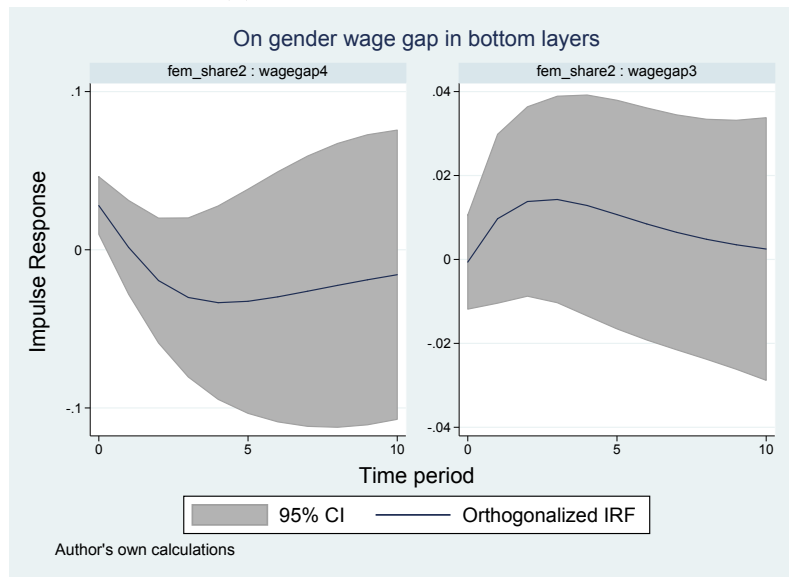 On gender wage gap in bottom layers
fem_share2 : wagegap4
fem_share2 : wagegap3
.1
0
-.1
0
5
10
.04
.02
0
-.02
-.04
0
5
10
Impulse Response
Time period
95% CI
Orthogonalized IRF
Author's own calculations